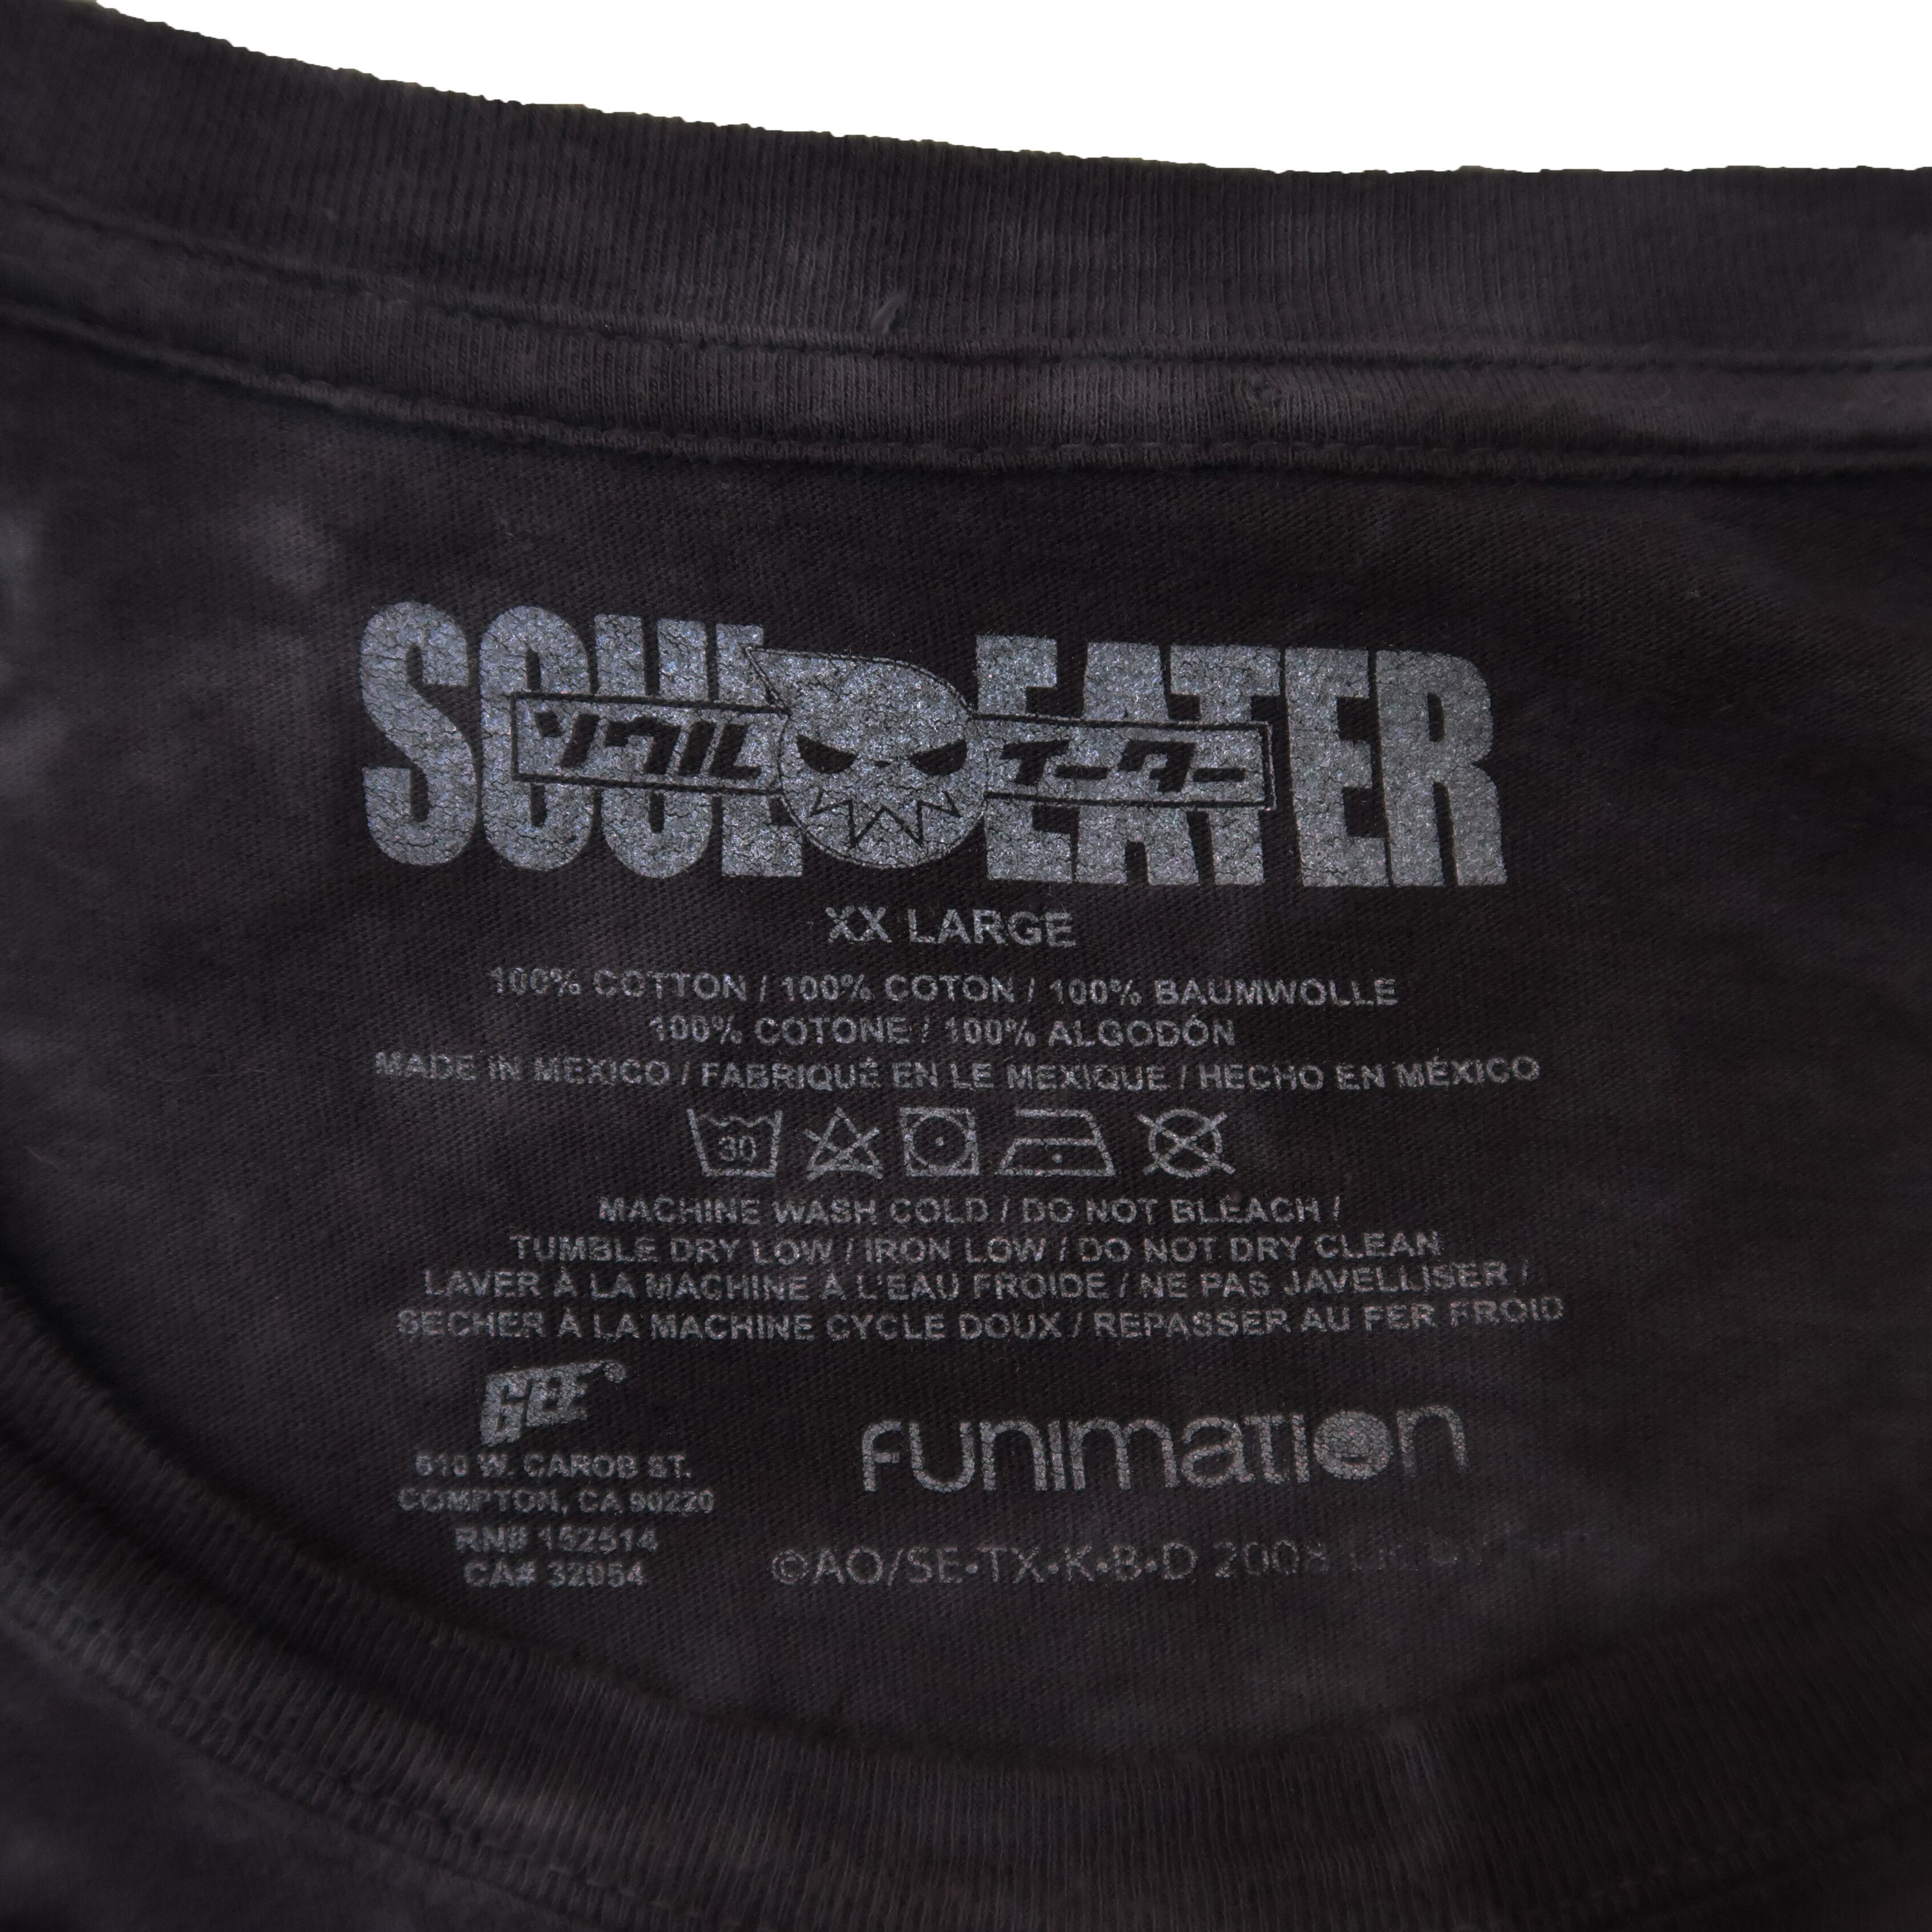 SOUL EATER
ソウル イーター
XX LARGE
100% COTTON / 100% COTON / 100% BAUMWOLLE
100% COTONE / 100% ALGODÓN
MADE IN MEXICO / FABRIQUÉ EN LE MEXIQUE / HECHO EN MÉXICO
30
MACHINE WASH COLD / DO NOT BLEACH /
TUMBLE DRY LOW / IRON LOW / DO NOT DRY CLEAN
LAVER À LA MACHINE À L'EAU FROIDE / NE PAS JAVELLISER /
SECHER À LA MACHINE CYCLE DOUX / REPASSER AU FER FROID
GEE®
510 W. CAROB ST.
COMPTON, CA 90220
RN# 152514
CA# 32054
FUNIMATION
©AO/SE•TX•K•B•D 2008